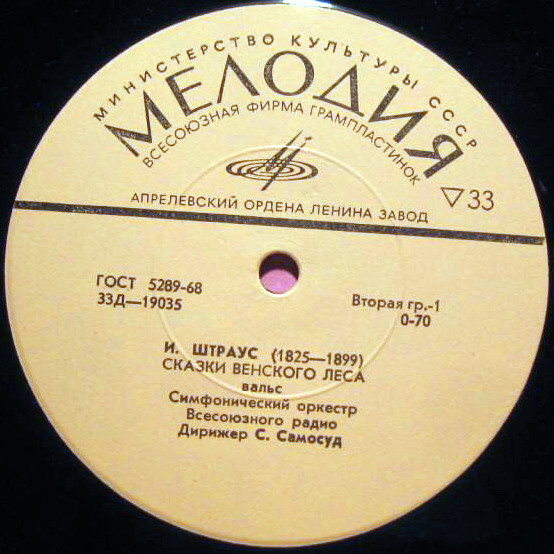 МИНИСТЕРСТВО КУЛЬТУРЫ СССР
МЕЛОДИЯ
ВСЕСОЮЗНАЯ ФИРМА ГРАМПЛАСТИНОК
▽33
АПРЕЛЕВСКИЙ ОРДЕНА ЛЕНИНА ЗАВОД
ГОСТ 5289-68
33Д—19035
Вторая гр.-1
0-70
И. ШТРАУС (1825—1899)
СКАЗКИ ВЕНСКОГО ЛЕСА
вальс
Симфонический оркестр
Всесоюзного радио
Дирижер С. Самосуд